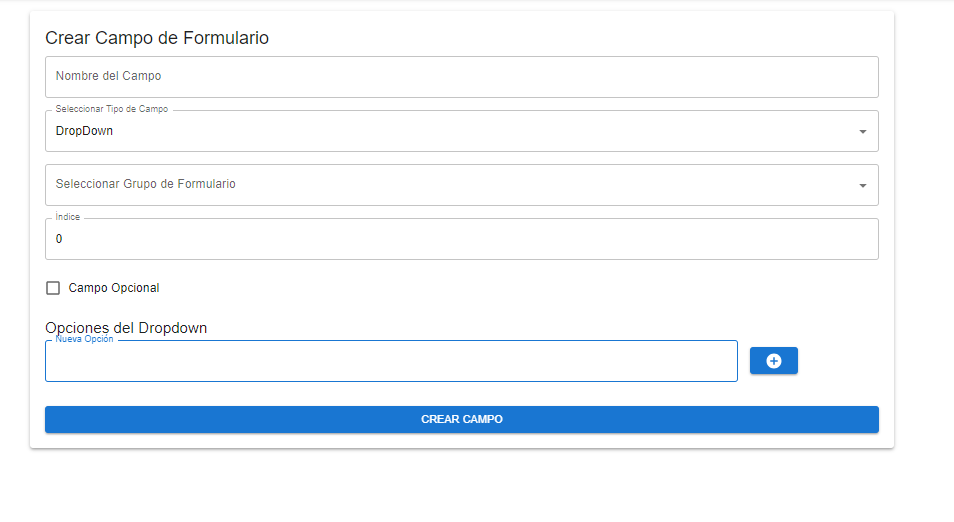 Crear Campo de Formulario
Nombre del Campo
Seleccionar Tipo de Campo
DropDown
Seleccionar Grupo de Formulario
Índice
0
Campo Opcional
Opciones del Dropdown
Nueva Opción
CREAR CAMPO